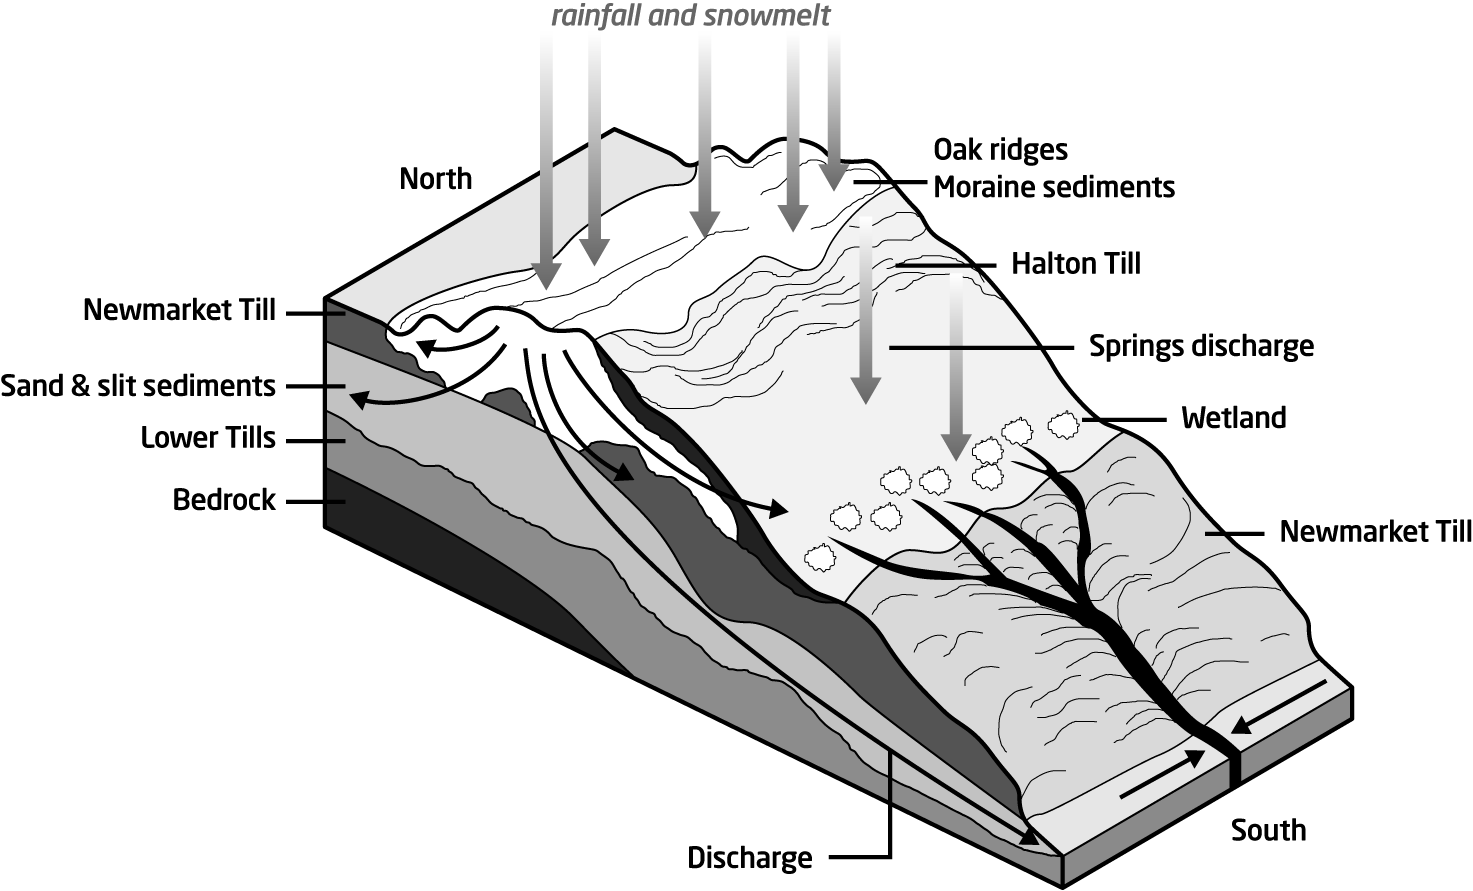 rainfall and snowmelt
Oak ridges
Moraine sediments
North
Halton Till
Newmarket Till
Springs discharge
Sand & slit sediments
Wetland
Lower Tills
Bedrock
Newmarket Till
South
Discharge